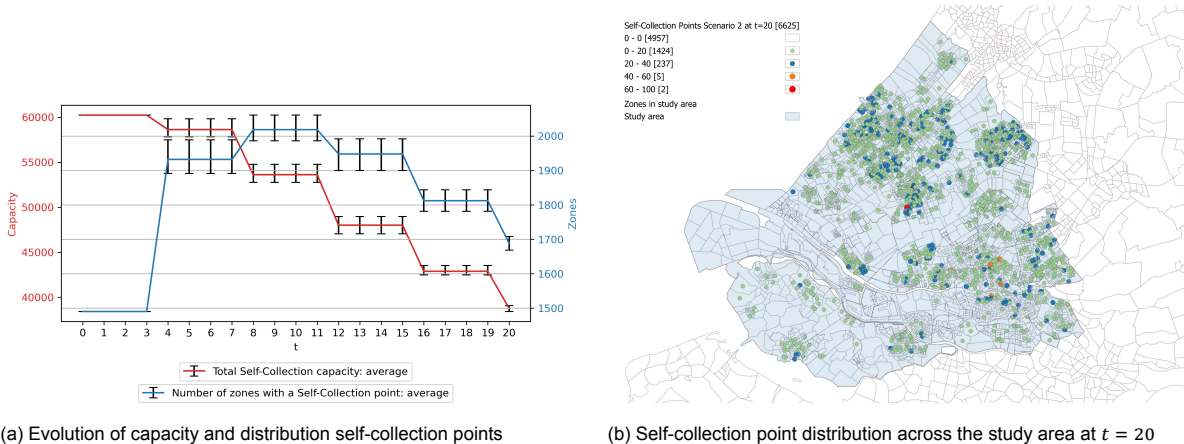 60000
55000
50000
45000
40000
Capacity
2000
1900
1800
1700
1600
1500
Zones
0 1 2 3 4 5 6 7 8 9 10 11 12 13 14 15 16 17 18 19 20
t
Total Self-Collection capacity: average
Number of zones with a Self-Collection point: average
(a) Evolution of capacity and distribution self-collection points
Self-Collection Points Scenario 2 at t=20 [6625]
0 - 0 [4957]
0 - 20 [1424]
20 - 40 [237]
40 - 60 [5]
60 - 100 [2]
Zones in study area
Study area
(b) Self-collection point distribution across the study area at t = 20